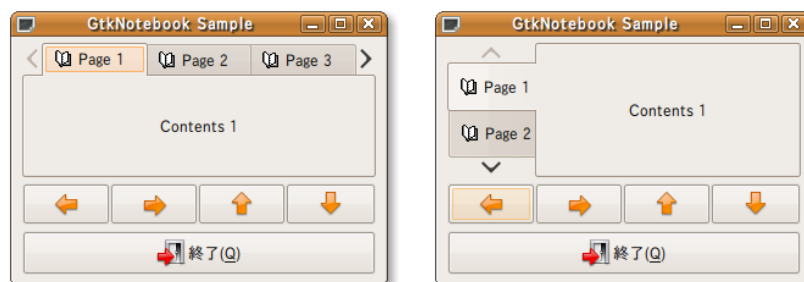 GtkNotebook Sample
Page 1 Page 2 Page 3
Contents 1
終了(Q)
GtkNotebook Sample
Page 1
Page 2
Contents 1
終了(Q)